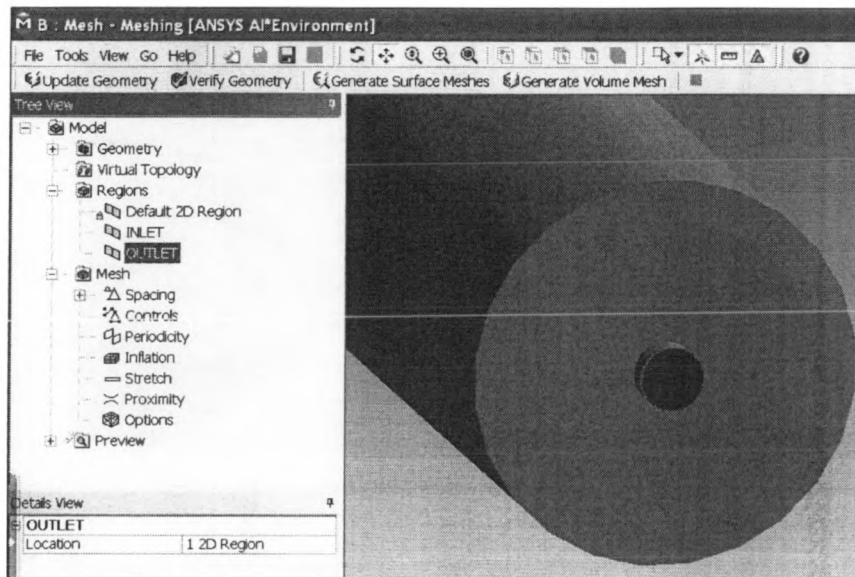 B : Mesh - Meshing [ANSYS AI*Environment]
File Tools View Go Help
Update Geometry Verify Geometry Generate Surface Meshes Generate Volume Mesh
Tree View
Model
Geometry
Virtual Topology
Regions
Default 2D Region
INLET
OUTLET
Mesh
Spacing
Controls
Periodicity
Inflation
Stretch
Proximity
Options
Preview
Details View
OUTLET
Location 1 2D Region